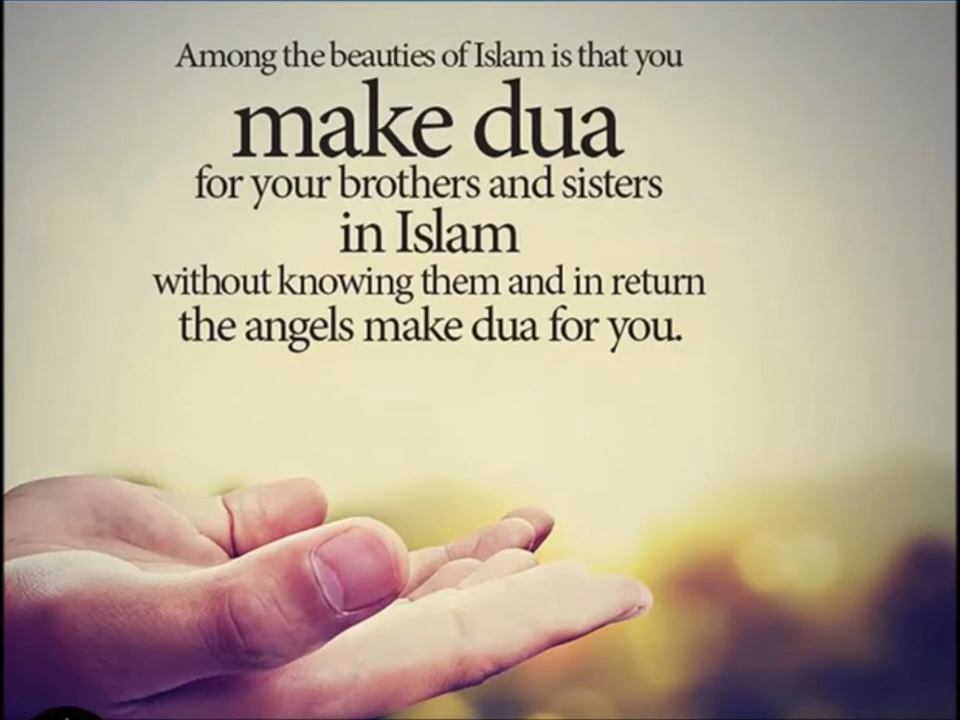 Among the beauties of Islam is that you
make dua
for your brothers and sisters
in Islam
without knowing them and in return
the angels make dua for you.